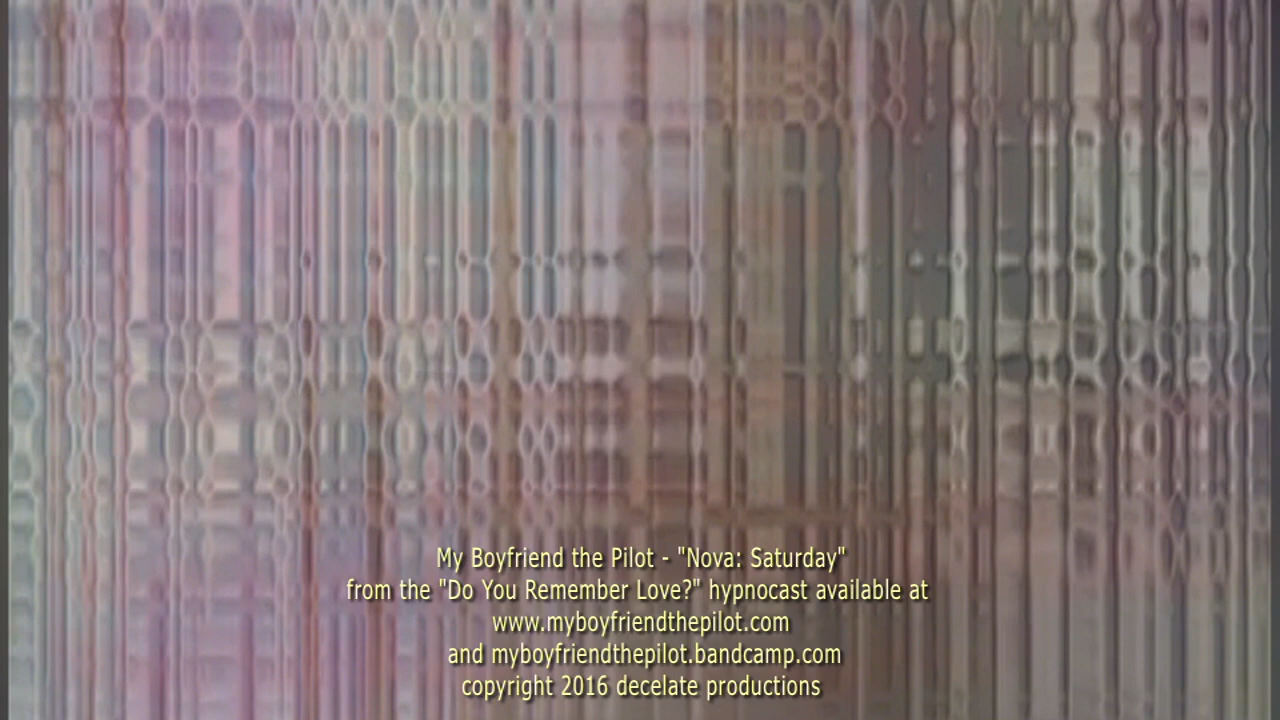 My Boyfriend the Pilot - "Nova: Saturday"
from the "Do You Remember Love?" hypnocast available at
www.myboyfriendthepilot.com
and myboyfriendthepilot.bandcamp.com
copyright 2016 decelate productions